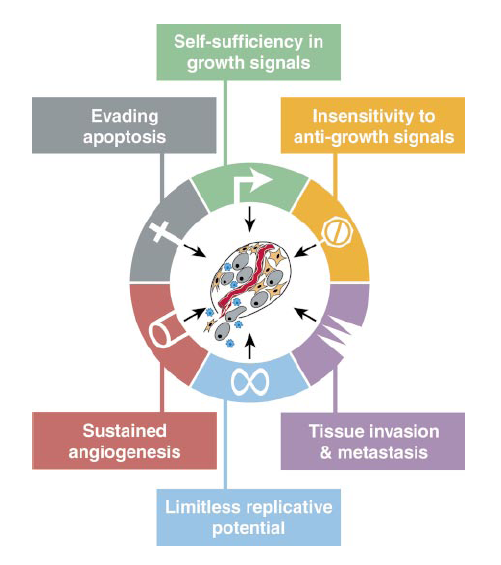 Self-sufficiency in
growth signals
Evading
apoptosis
Insensitivity to
anti-growth signals
Sustained
angiogenesis
Tissue invasion
& metastasis
Limitless replicative
potential